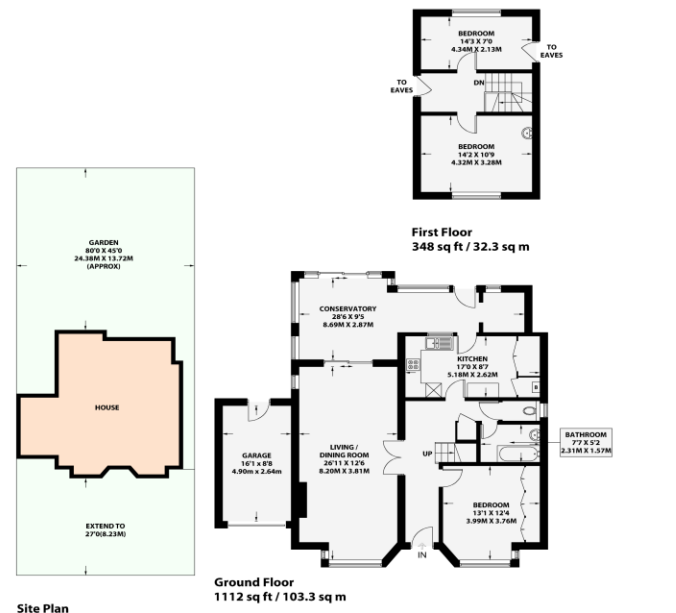 BEDROOM
14'3 X 7'0
4.34M X 2.13M
TO
EAVES
TO
EAVES
DN
BEDROOM
14'2 X 10'9
4.32M X 3.28M
First Floor
348 sq ft / 32.3 sq m
GARDEN
80'0 X 45'0
24.38M X 13.72M
(APPROX)
HOUSE
EXTEND TO
27'0(8.23M)
Site Plan
CONSERVATORY
28'6 X 9'5
8.69M X 2.87M
KITCHEN
17'0 X 8'7
5.18M X 2.62M
B
GARAGE
16'1 x 8'8
4.90m x 2.64m
LIVING /
DINING ROOM
26'11 X 12'6
8.20M X 3.81M
UP
BATHROOM
7'7 X 5'2
2.31M X 1.57M
BEDROOM
13'1 X 12'4
3.99M X 3.76M
IN
Ground Floor
1112 sq ft / 103.3 sq m